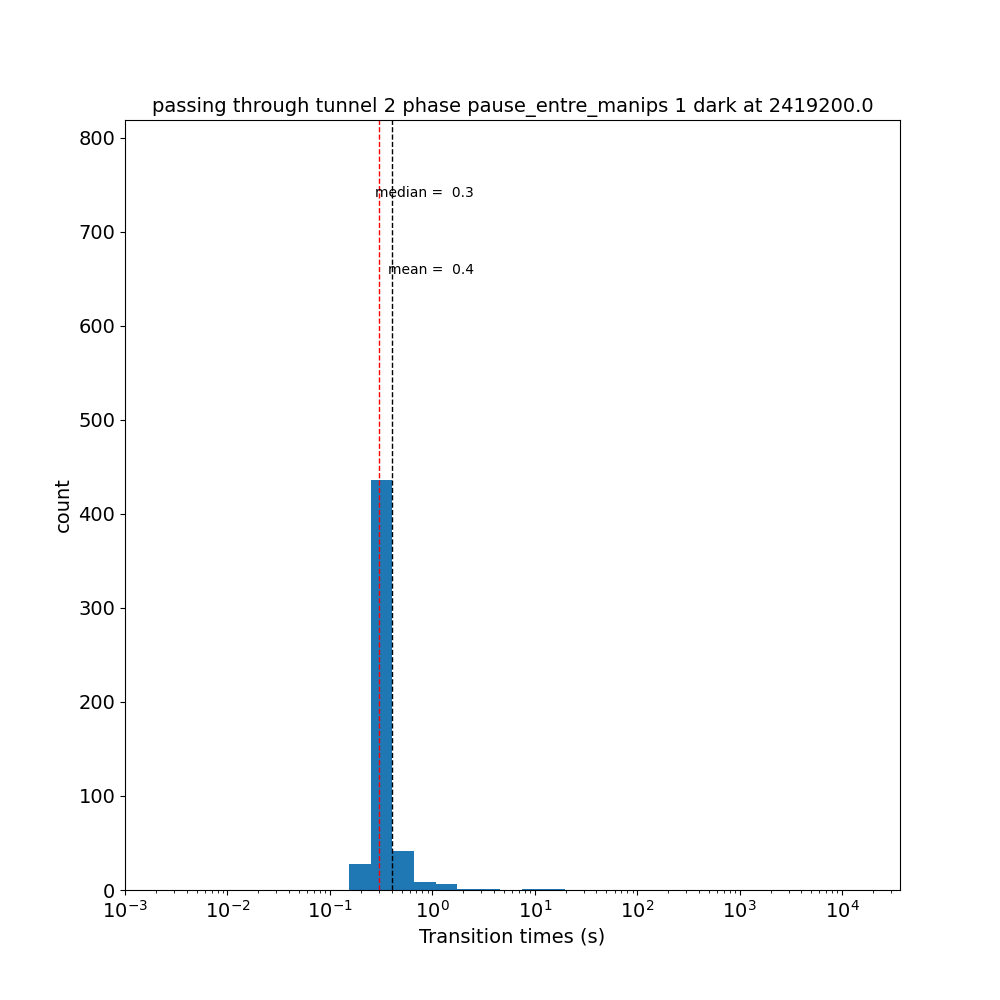 passing through tunnel 2 phase pause_entre_manips 1 dark at 2419200.0
800
median =  0.3
700
mean =  0.4
600
500
count
400
300
200
100
0
10⁻³ 10⁻² 10⁻¹ 10⁰ 10¹ 10² 10³ 10⁴
Transition times (s)